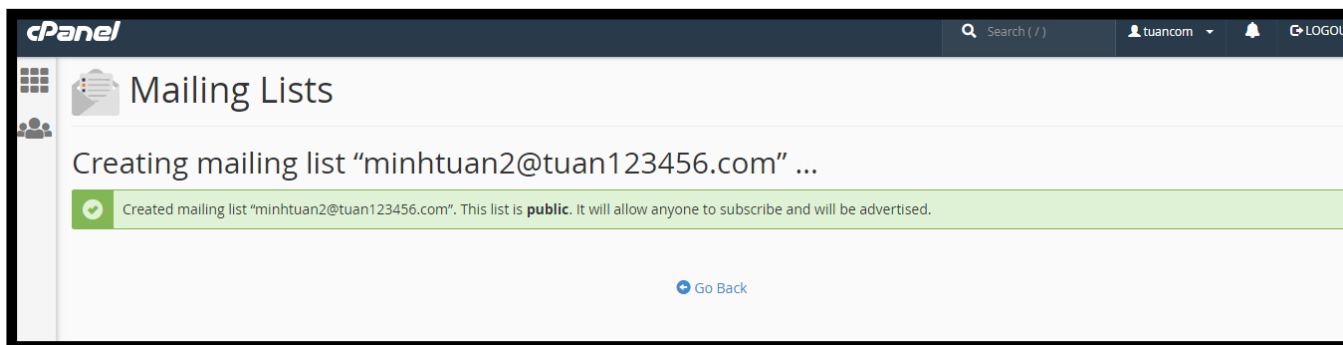 cPanel
Search ( / )
tuancom
LOGOU
Mailing Lists
Creating mailing list “minhtuan2@tuan123456.com” ...
Created mailing list “minhtuan2@tuan123456.com”. This list is public. It will allow anyone to subscribe and will be advertised.
Go Back